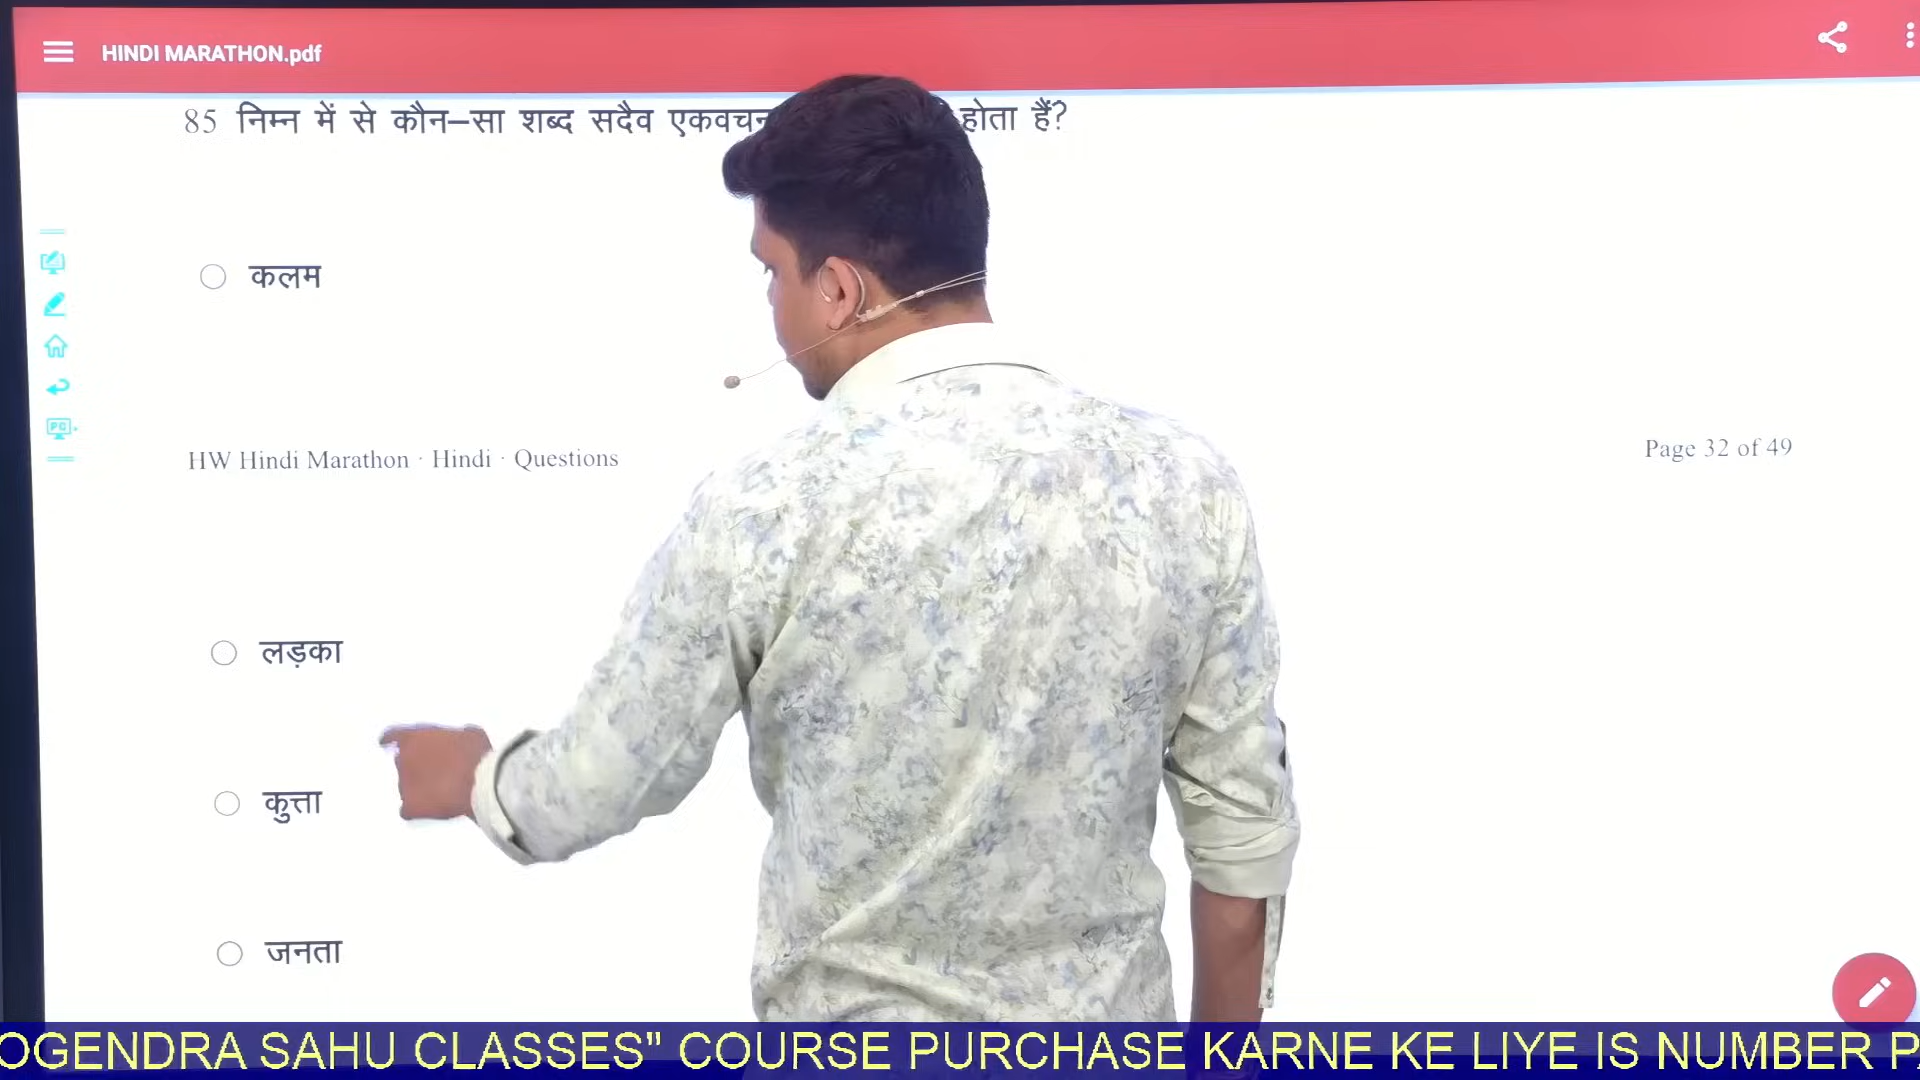 HINDI MARATHON.pdf
85 निम्न में से कौन–सा शब्द सदैव एकवचन होता हैं?
कलम
HW Hindi Marathon · Hindi · Questions
Page 32 of 49
लड़का
कुत्ता
जनता
OGENDRA SAHU CLASSES" COURSE PURCHASE KARNE KE LIYE IS NUMBER